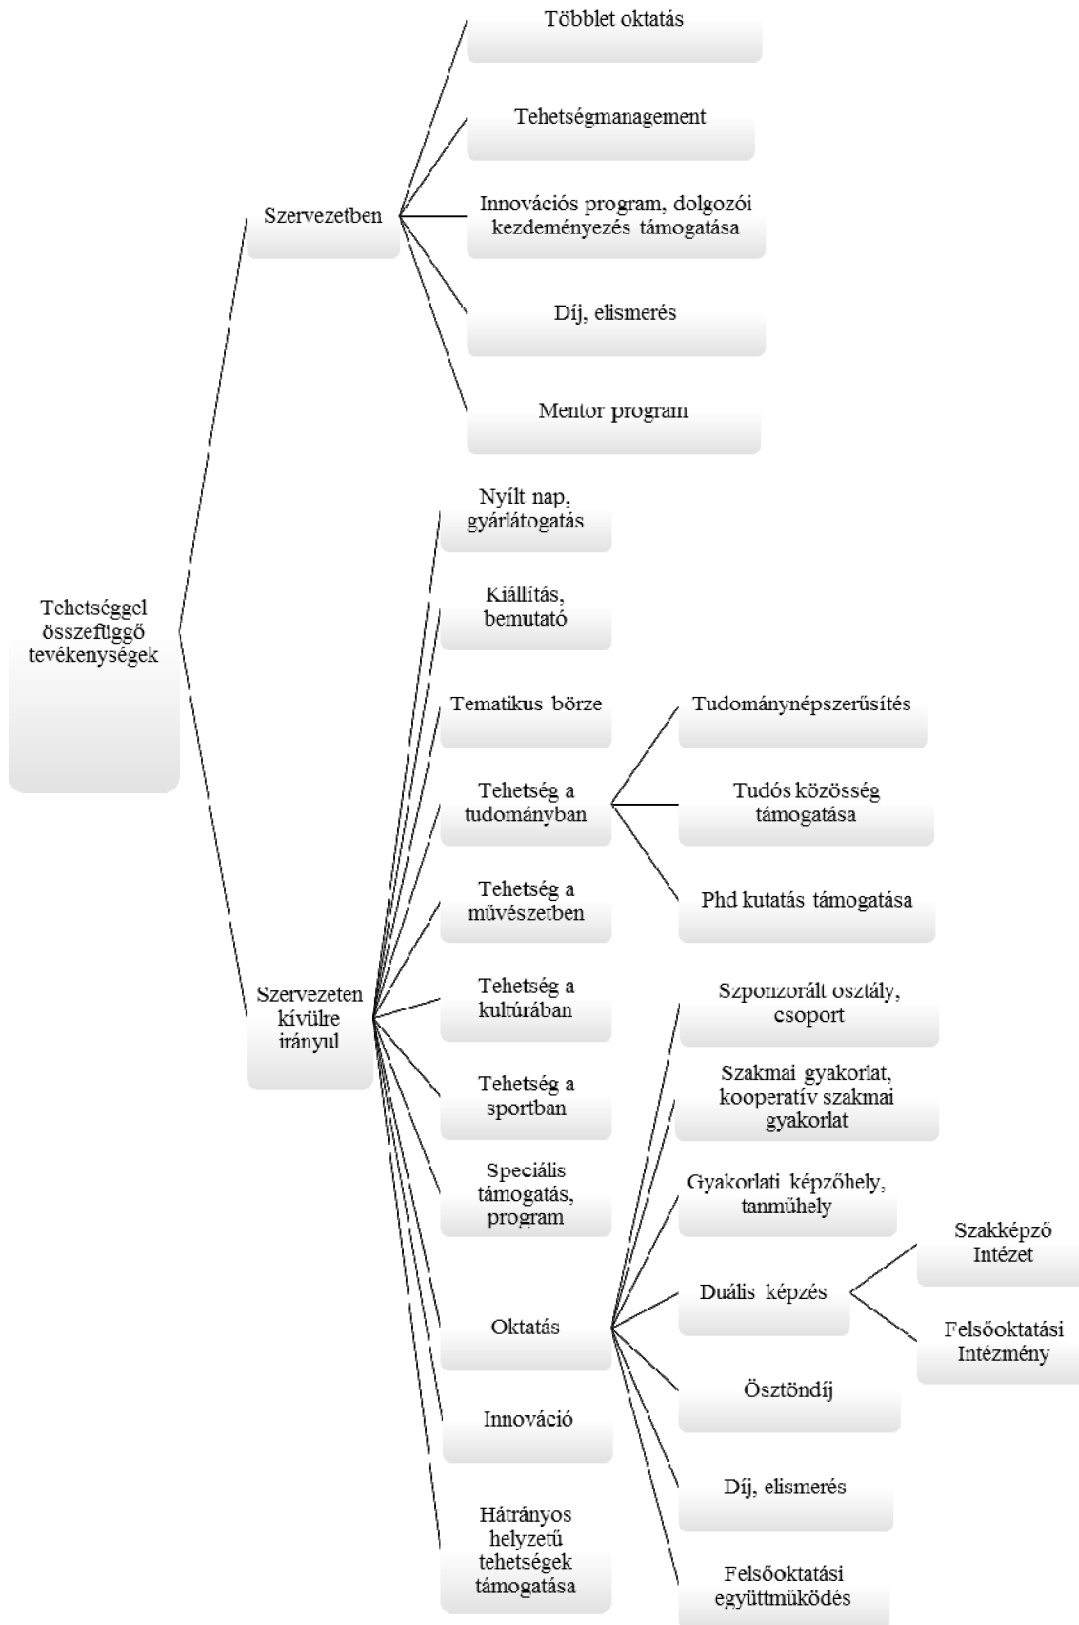 Többlet oktatás
Tehetségmanagement
Szervezetben
Innovációs program, dolgozói
kezdeményezés támogatása
Díj, elismerés
Mentor program
Nyílt nap,
gyárlátogatás
Kiállítás,
bemutató
Tehetséggel
összefüggő
tevékenységek
Tematikus börze
Tudománynépszerűsítés
Tehetség a
tudományban
Tudós közösség
támogatása
Tehetség a
művészetben
Phd kutatás támogatása
Szervezeten
kívülre
irányul
Tehetség a
kultúrában
Szponzorált osztály,
csoport
Tehetség a
sportban
Szakmai gyakorlat,
kooperatív szakmai
gyakorlat
Speciális
támogatás,
program
Gyakorlati képzőhely,
tanműhely
Szakképző
Intézet
Oktatás
Duális képzés
Felsőoktatási
Intézmény
Innováció
Ösztöndíj
Díj, elismerés
Hátrányos
helyzetű
tehetségek
támogatása
Felsőoktatási
együttműködés